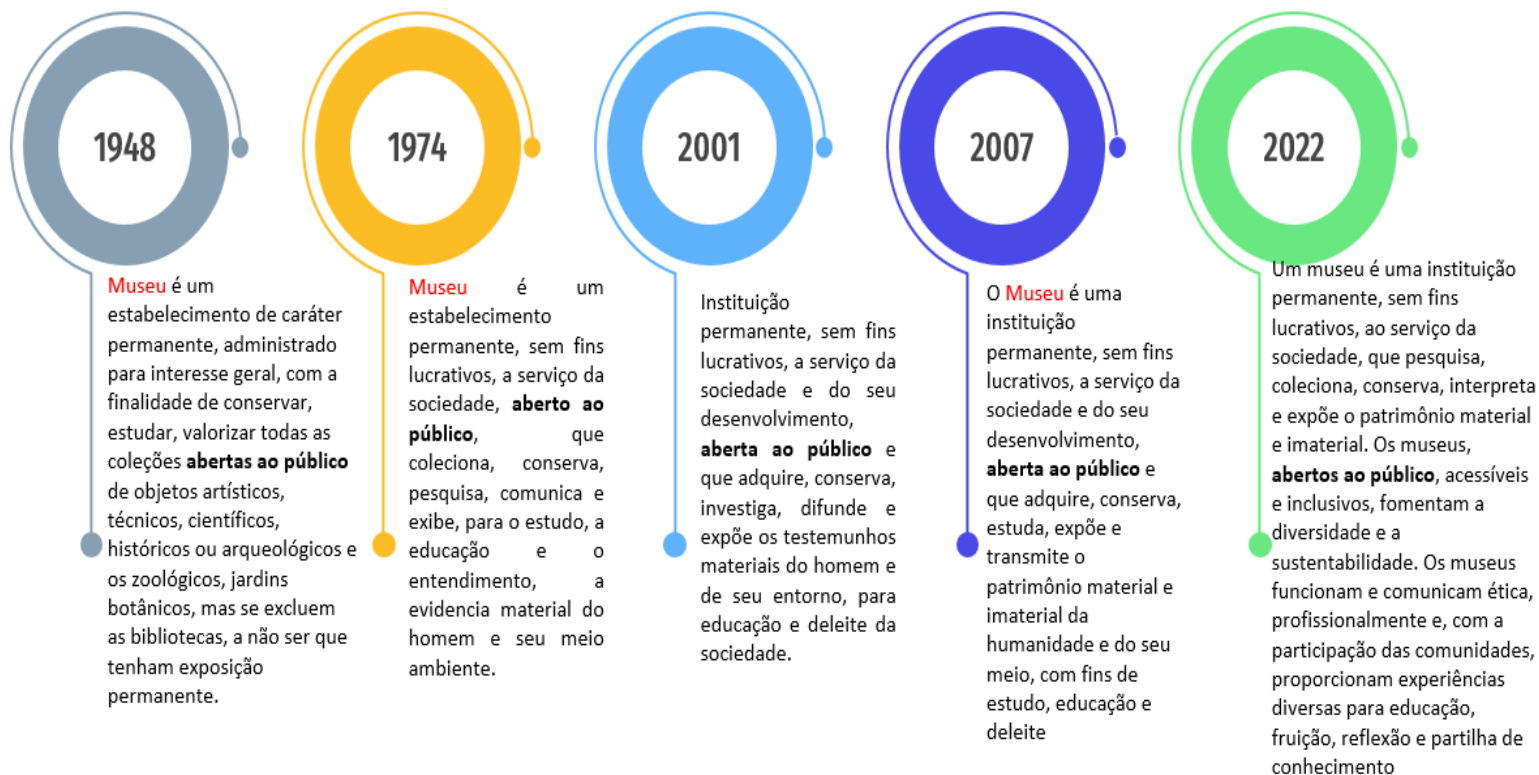 1948
Museu é um
estabelecimento de caráter
permanente, administrado
para interesse geral, com a
finalidade de conservar,
estudar, valorizar todas as
coleções abertas ao público
de objetos artísticos,
técnicos, científicos,
históricos ou arqueológicos e
os zoológicos, jardins
botânicos, mas se excluem
as bibliotecas, a não ser que
tenham exposição
permanente.
1974
Museu é um
estabelecimento
permanente, sem fins
lucrativos, a serviço da
sociedade, aberto ao
público, que
coleciona, conserva,
pesquisa, comunica e
exibe, para o estudo, a
educação e o
entendimento, a
evidencia material do
homem e seu meio
ambiente.
2001
Instituição
permanente, sem fins
lucrativos, a serviço da
sociedade e do seu
desenvolvimento,
aberta ao público e
que adquire, conserva,
investiga, difunde e
expõe os testemunhos
materiais do homem e
de seu entorno, para
educação e deleite da
sociedade.
2007
O Museu é uma
instituição
permanente, sem fins
lucrativos, a serviço da
sociedade e do seu
desenvolvimento,
aberta ao público e
que adquire, conserva,
estuda, expõe e
transmite o
patrimônio material e
imaterial da
humanidade e do seu
meio, com fins de
estudo, educação e
deleite
2022
Um museu é uma instituição
permanente, sem fins
lucrativos, ao serviço da
sociedade, que pesquisa,
coleciona, conserva, interpreta
e expõe o patrimônio material
e imaterial. Os museus,
abertos ao público, acessíveis
e inclusivos, fomentam a
diversidade e a
sustentabilidade. Os museus
funcionam e comunicam ética,
profissionalmente e, com a
participação das comunidades,
proporcionam experiências
diversas para educação,
fruição, reflexão e partilha de
conhecimento